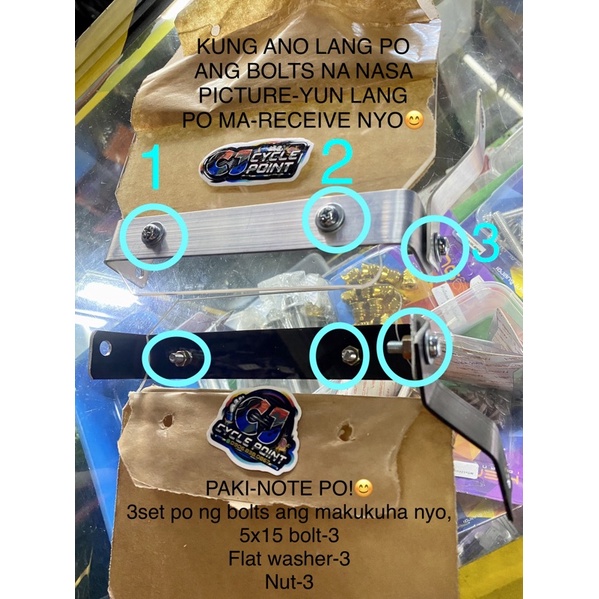 KUNG ANO LANG PO
ANG BOLTS NA NASA
PICTURE-YUN LANG
PO MA-RECEIVE NYO😊
CJ CYCLE
POINT
1
2
3
CJ
CYCLE POINT
PAKI-NOTE PO!😊
3set po ng bolts ang makukuha nyo,
5x15 bolt-3
Flat washer-3
Nut-3